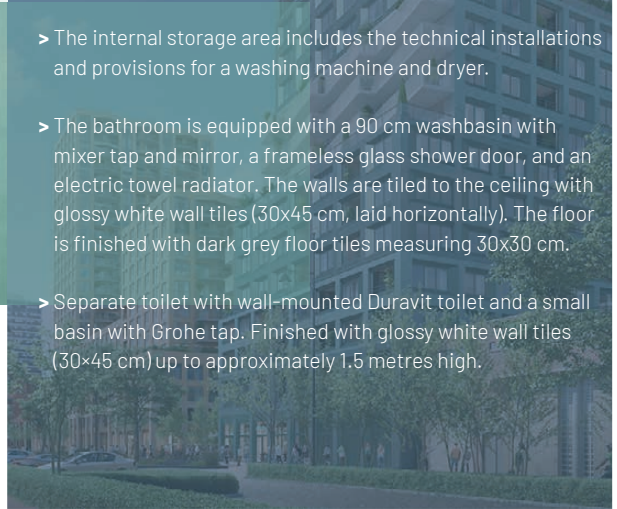 > The internal storage area includes the technical installations
and provisions for a washing machine and dryer.
> The bathroom is equipped with a 90 cm washbasin with
mixer tap and mirror, a frameless glass shower door, and an
electric towel radiator. The walls are tiled to the ceiling with
glossy white wall tiles (30x45 cm, laid horizontally). The floor
is finished with dark grey floor tiles measuring 30x30 cm.
> Separate toilet with wall-mounted Duravit toilet and a small
basin with Grohe tap. Finished with glossy white wall tiles
(30×45 cm) up to approximately 1.5 metres high.